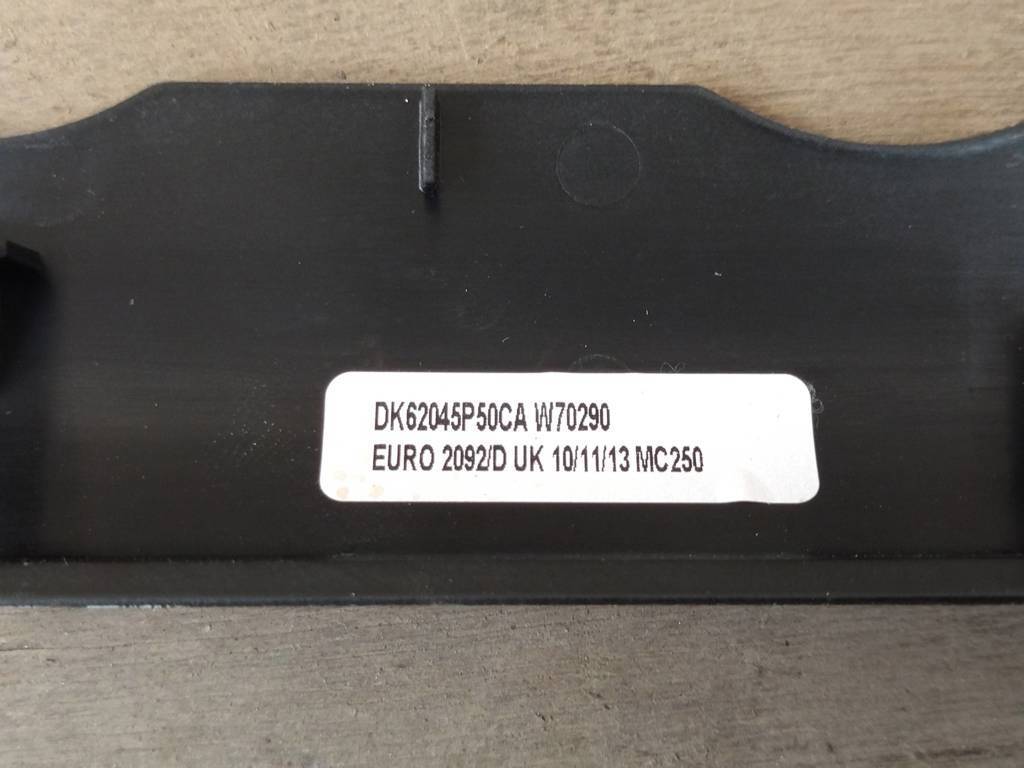 DK62045P50CA W70290
EURO 2092/D UK 10/11/13 MC250